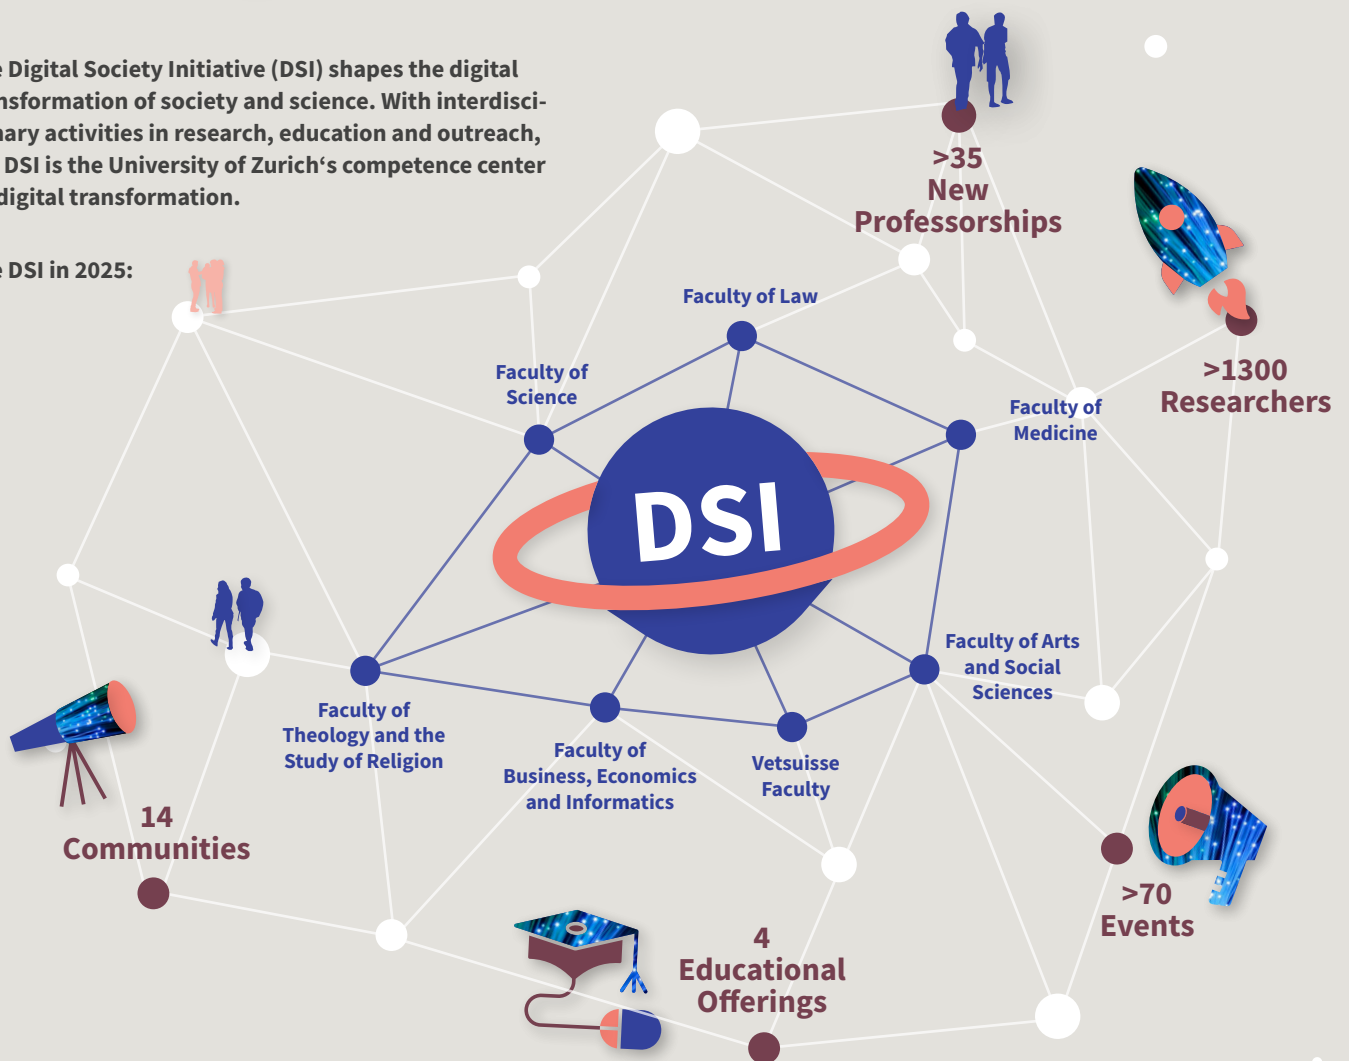 Digital Society Initiative (DSI) shapes the digital
of society and science. With interdisci-
activities in research, education and outreach,
DSI is the University of Zurich‘s competence center
digital transformation.
DSI in 2025:
>35
New
Professorships
>1300
Researchers
Faculty of Law
Faculty of
Science
Faculty of
Medicine
DSI
Faculty of Arts
and Social
Sciences
Faculty of
Theology and the
Study of Religion
Faculty of
Business, Economics
and Informatics
Vetsuisse
Faculty
14
Communities
>70
Events
4
Educational
Offerings